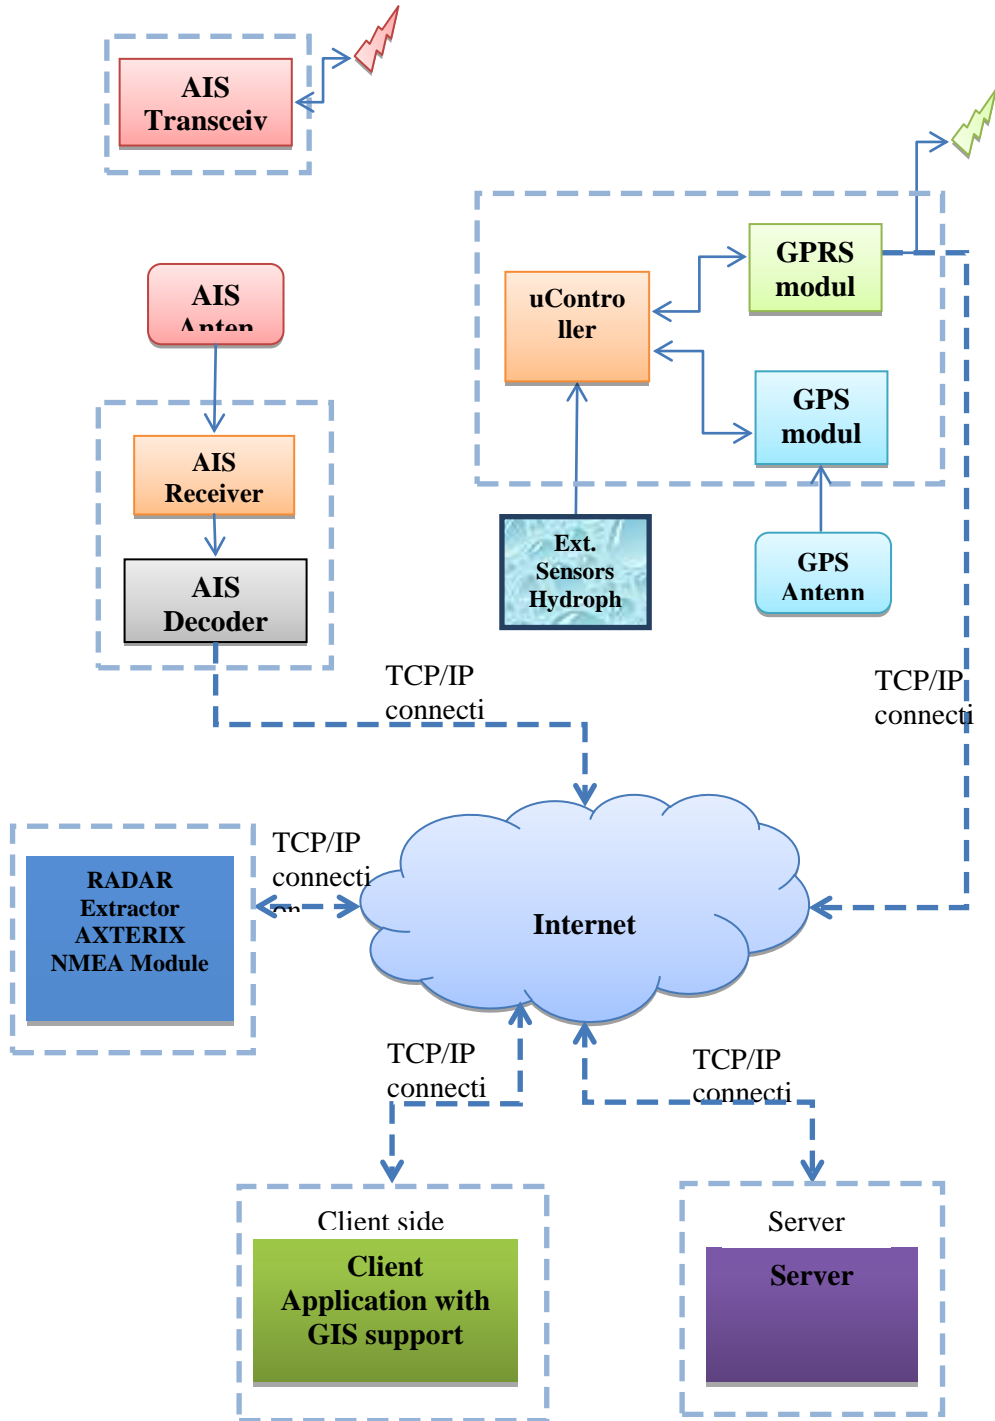 AIS
Transceiv
GPRS
modul
uContro
ller
AIS
Anten
GPS
modul
AIS
Receiver
Ext.
Sensors
Hydroph
GPS
Antenn
AIS
Decoder
TCP/IP
connecti
TCP/IP
connecti
TCP/IP
connecti
on
RADAR
Extractor
AXTERIX
NMEA Module
Internet
TCP/IP
connecti
TCP/IP
connecti
Client side
Client
Application with
GIS support
Server
Server